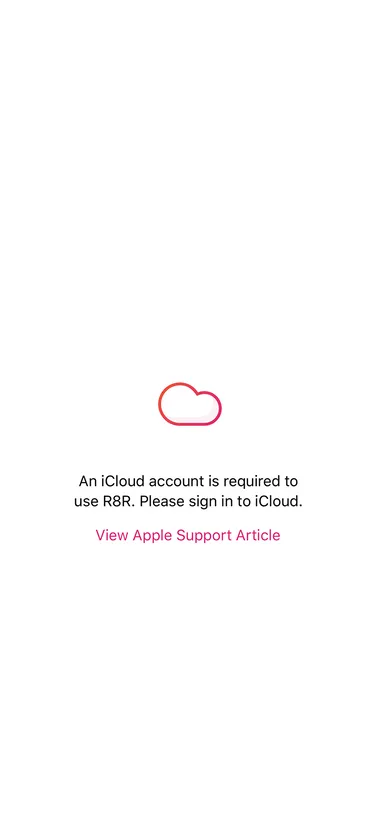 An iCloud account is required to
use R8R. Please sign in to iCloud.
View Apple Support Article